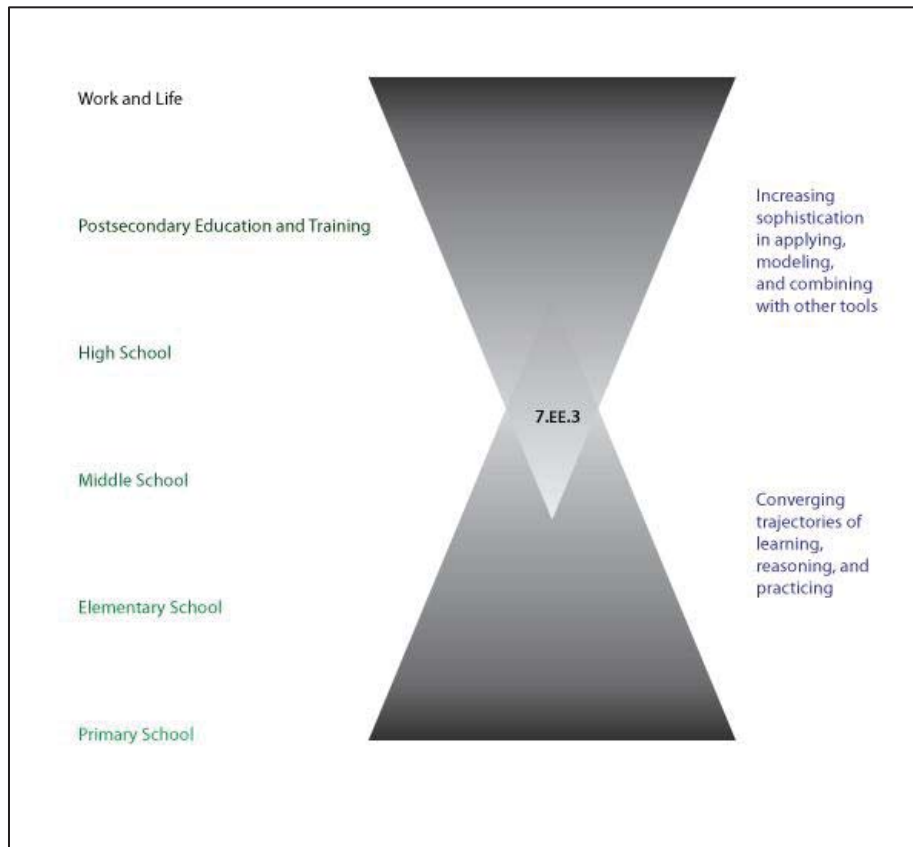 Work and Life
Postsecondary Education and Training
High School
Middle School
Elementary School
Primary School
7.EE.3
Increasing
sophistication
in applying,
modeling,
and combining
with other tools
Converging
trajectories of
learning,
reasoning, and
practicing